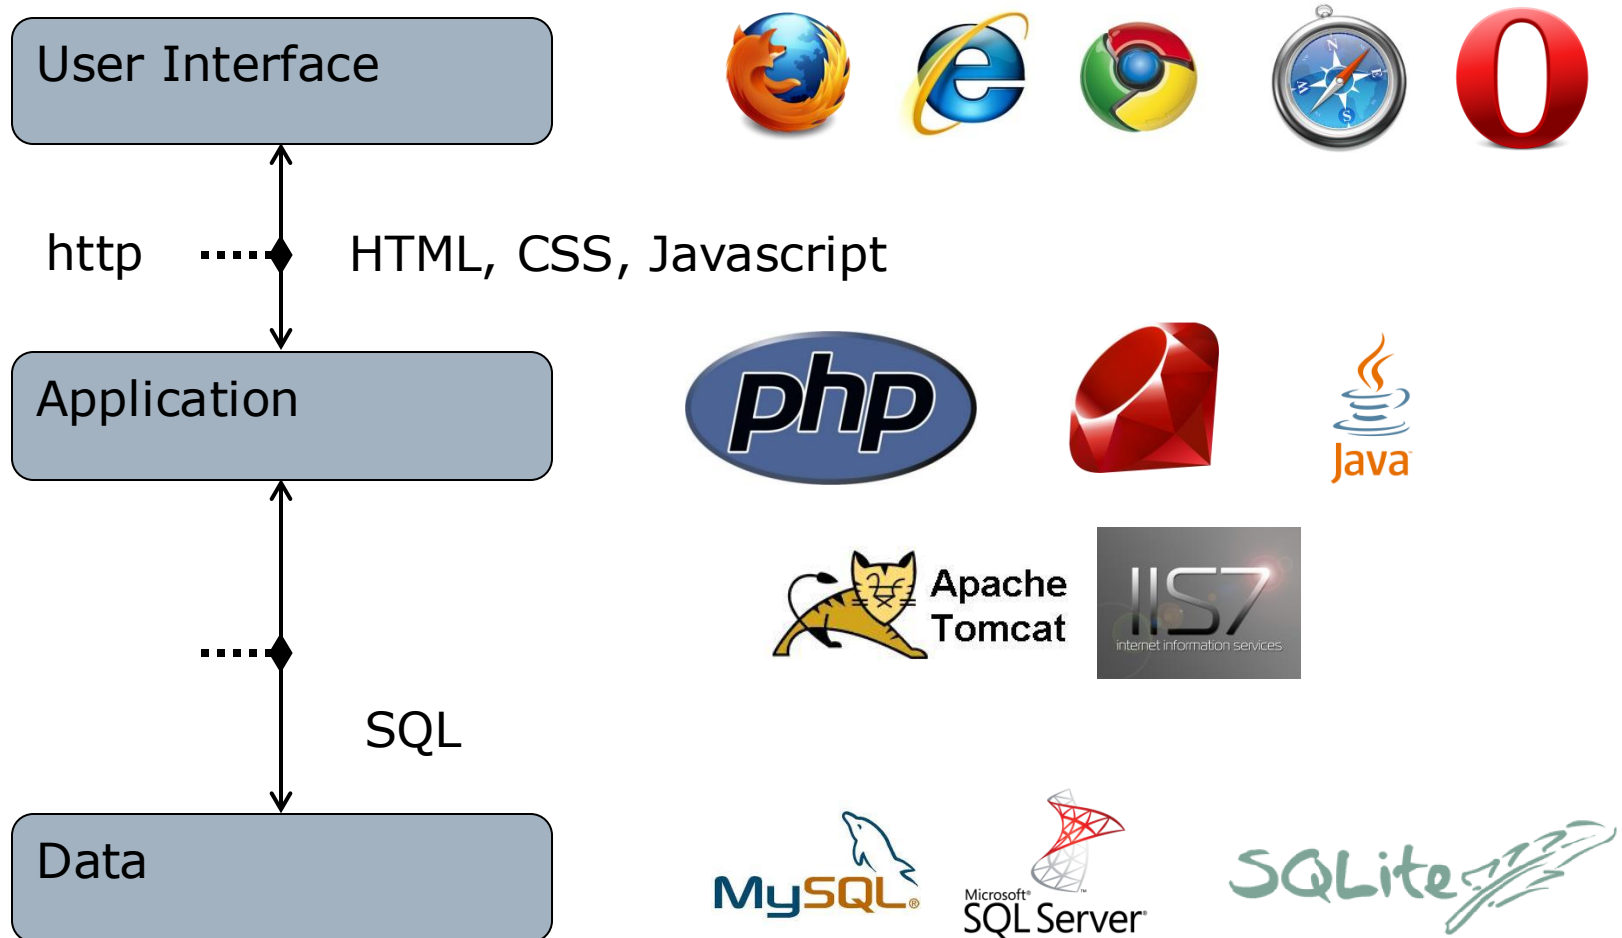 User Interface
http
HTML, CSS, Javascript
Application
php
Java
Apache
Tomcat
IIS7
internet information services
SQL
Data
MySQL®
Microsoft®
SQL Server®
SQLite